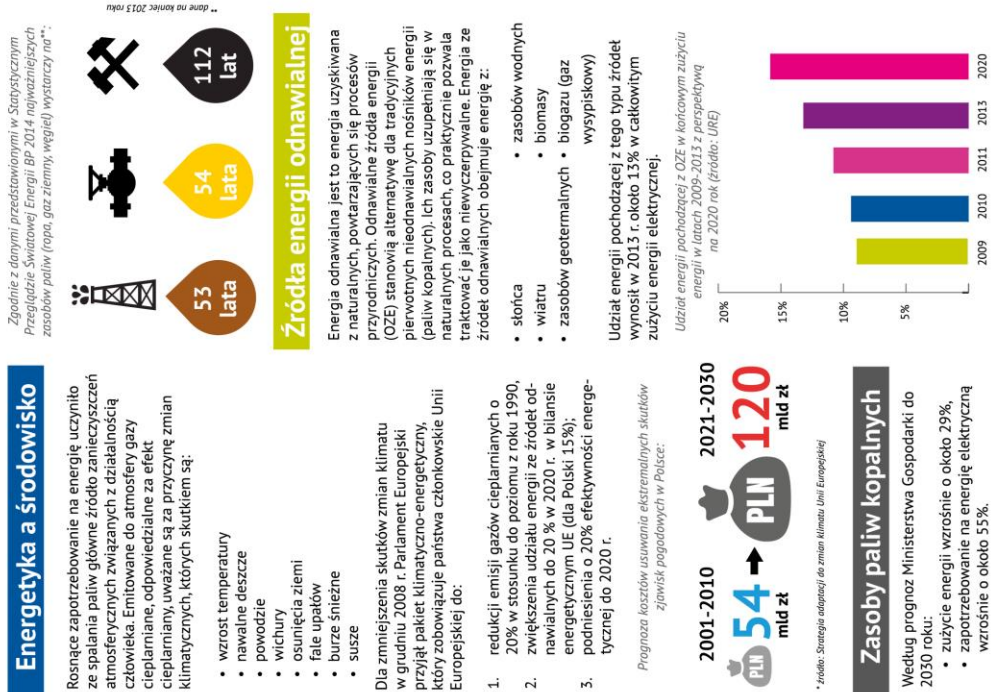 Energetyka a środowisko
Rosnące zapotrzebowanie na energię uczyniło
ze spalania paliw główne źródło zanieczyszczeń
atmosferycznych związanych z działalnością
człowieka. Emitowane do atmosfery gazy
cieplarniane, odpowiedzialne za efekt
cieplarniany, uważane są za przyczynę zmian
klimatycznych, których skutkiem są:
• wzrost temperatury
• nawalne deszcze
• powodzie
• wichury
• osunięcia ziemi
• fale upałów
• burze śnieżne
• susze
Dla zmniejszenia skutków zmian klimatu
w grudniu 2008 r. Parlament Europejski
przyjął pakiet klimatyczno-energetyczny,
który zobowiązuje państwa członkowskie Unii
Europejskiej do:
1. redukcji emisji gazów cieplarnianych o
20% w stosunku do poziomu z roku 1990,
2. zwiększenia udziału energii ze źródeł od-
nawialnych do 20 % w 2020 r. w bilansie
energetycznym UE (dla Polski 15%);
3. podniesienia o 20% efektywności energe-
tycznej do 2020 r.
Prognoza kosztów usuwania ekstremalnych skutków
zjawisk pogodowych w Polsce:
2001-2010 2021-2030
PLN 54 mld zł PLN 120 mld zł
* źródło: Strategia adaptacji do zmian klimatu Unii Europejskiej
Zasoby paliw kopalnych
Według prognoz Ministerstwa Gospodarki do
2030 roku:
• zużycie energii wzrośnie o około 29%,
• zapotrzebowanie na energię elektryczną
wzrośnie o około 55%.
Zgodnie z danymi przedstawionymi w Statystycznym
Przeglądzie Światowej Energii BP 2014 najważniejszych
zasobów paliw (ropa, gaz ziemny, węgiel) wystarczy na**:
53 lata
54 lata
112 lat
** dane na koniec 2013 roku
Źródła energii odnawialnej
Energia odnawialna jest to energia uzyskiwana
z naturalnych, powtarzających się procesów
przyrodniczych. Odnawialne źródła energii
(OZE) stanowią alternatywę dla tradycyjnych
pierwotnych nieodnawialnych nośników energii
(paliw kopalnych). Ich zasoby uzupełniają się w
naturalnych procesach, co praktycznie pozwala
traktować je jako niewyczerpywalne. Energia ze
źródeł odnawialnych obejmuje energię z:
• słońca
• wiatru
• zasobów geotermalnych
• zasobów wodnych
• biomasy
• biogazu (gaz
wysypiskowy)
Udział energii pochodzącej z tego typu źródeł
wynosił w 2013 r. około 13% w całkowitym
zużyciu energii elektrycznej.
Udział energii pochodzącej z OZE w końcowym zużyciu
energii w latach 2009-2013 z perspektywą
na 2020 rok (źródło: URE)
20%
15%
10%
5%
2009 2010 2011 2013 2020